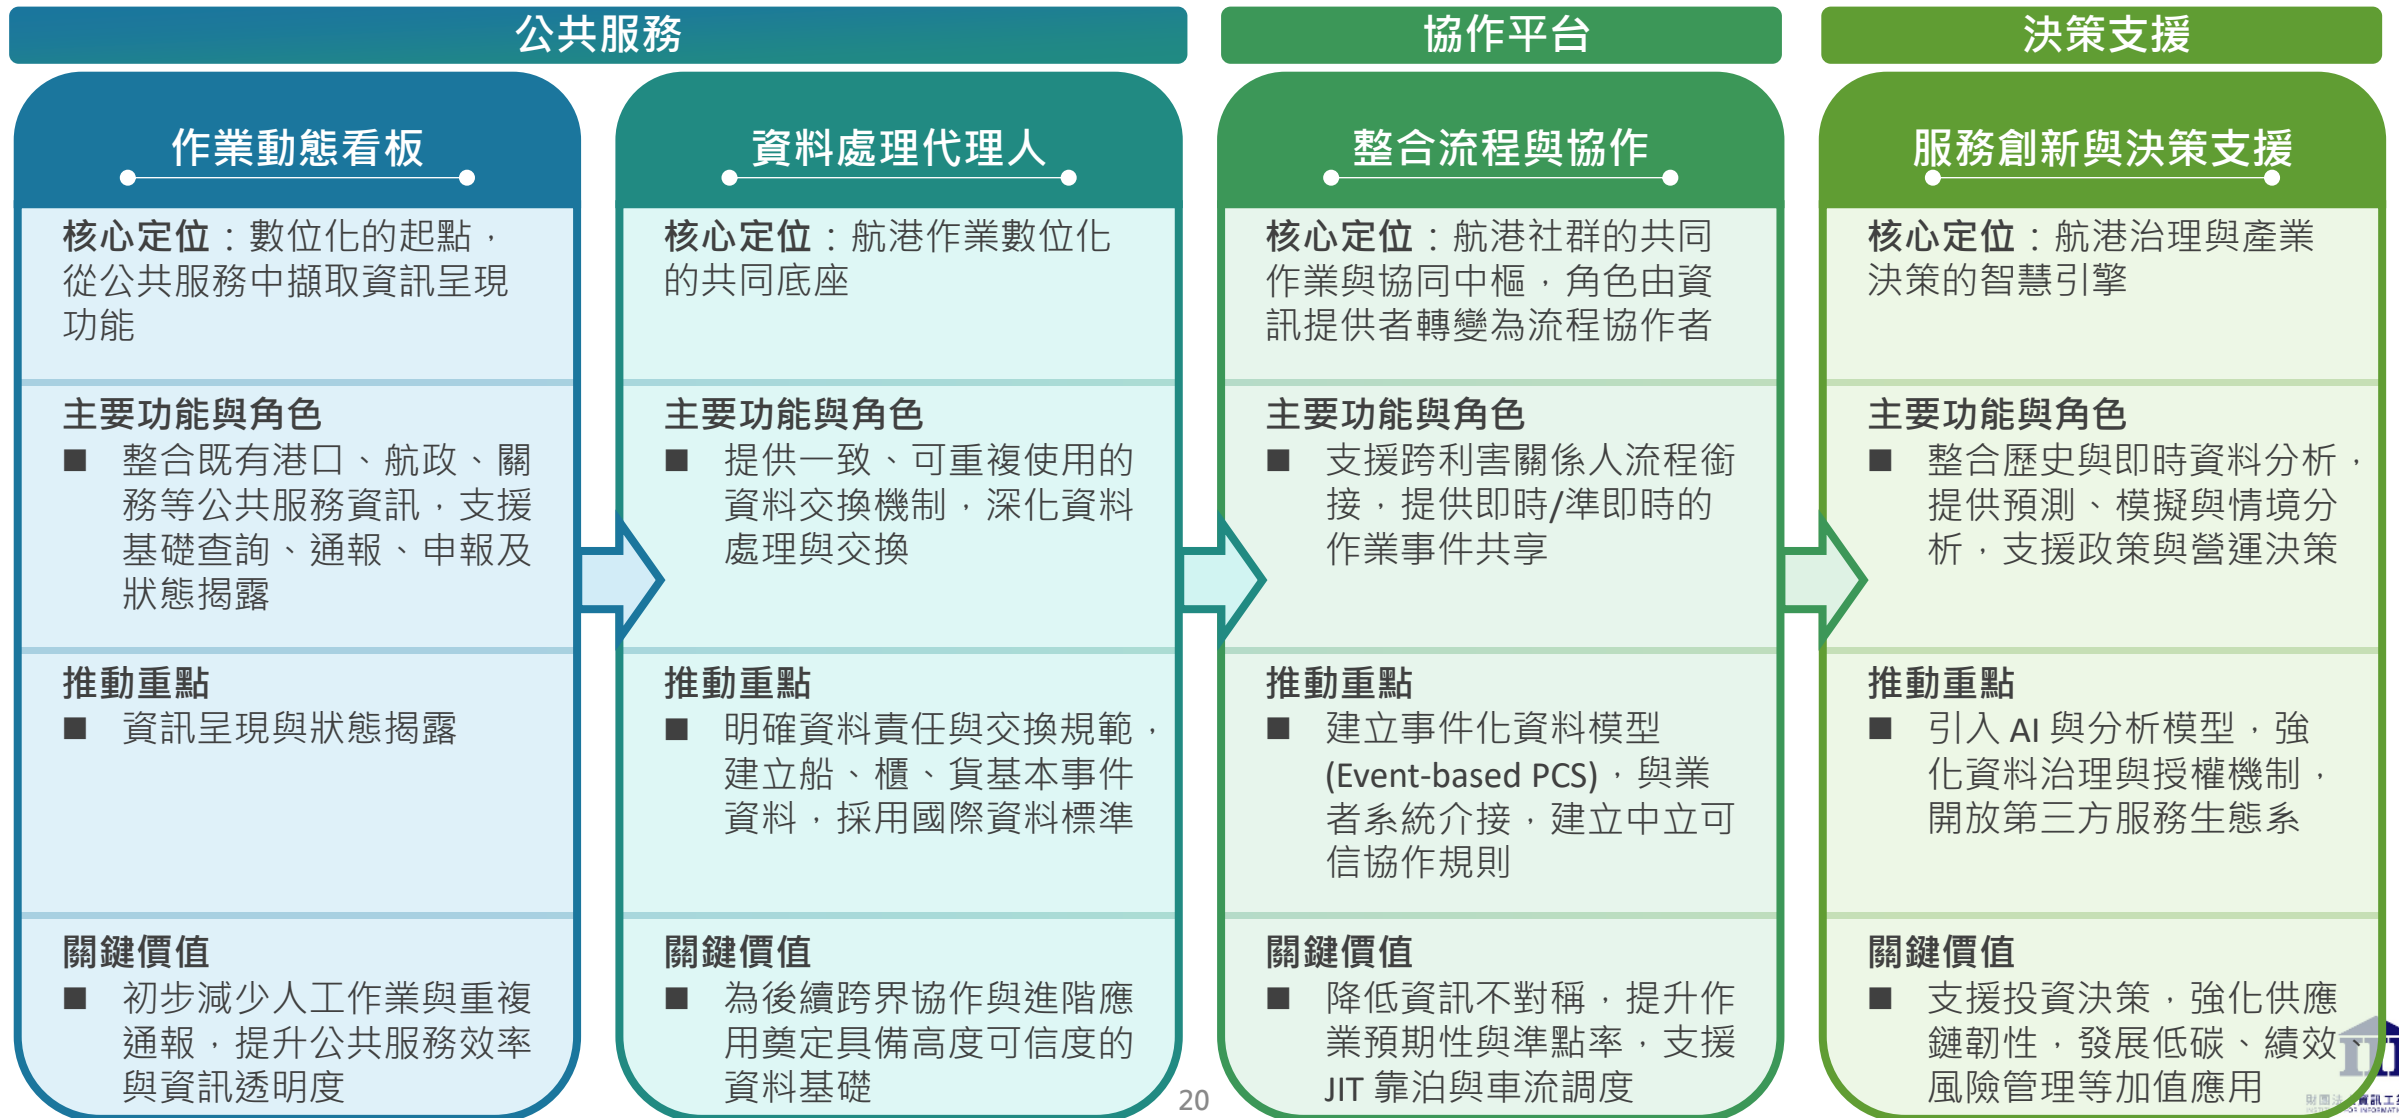 公共服務
協作平台
決策支援
作業動態看板
核心定位：數位化的起點，
從公共服務中擷取資訊呈現
功能
主要功能與角色
■ 整合既有港口、航政、關
務等公共服務資訊，支援
基礎查詢、通報、申報及
狀態揭露
推動重點
■ 資訊呈現與狀態揭露
關鍵價值
■ 初步減少人工作業與重複
通報，提升公共服務效率
與資訊透明度
資料處理代理人
核心定位：航港作業數位化
的共同底座
主要功能與角色
■ 提供一致、可重複使用的
資料交換機制，深化資料
處理與交換
推動重點
■ 明確資料責任與交換規範，
建立船、櫃、貨基本事件
資料，採用國際資料標準
關鍵價值
■ 為後續跨界協作與進階應
用奠定具備高度可信度的
資料基礎
整合流程與協作
核心定位：航港社群的共同
作業與協同中樞，角色由資
訊提供者轉變為流程協作者
主要功能與角色
■ 支援跨利害關係人流程銜
接，提供即時/準即時的
作業事件共享
推動重點
■ 建立事件化資料模型
(Event-based PCS)，與業
者系統介接，建立中立可
信協作規則
關鍵價值
■ 降低資訊不對稱，提升作
業預期性與準點率，支援
JIT 靠泊與車流調度
服務創新與決策支援
核心定位：航港治理與產業
決策的智慧引擎
主要功能與角色
■ 整合歷史與即時資料分析，
提供預測、模擬與情境分
析，支援政策與營運決策
推動重點
■ 引入 AI 與分析模型，強
化資料治理與授權機制，
開放第三方服務生態系
關鍵價值
■ 支援投資決策，強化供應
鏈韌性，發展低碳、績效、
風險管理等加值應用
20